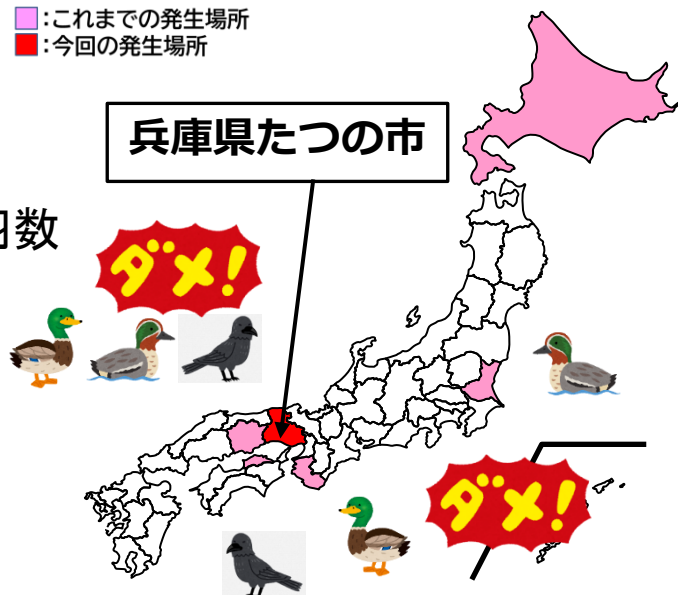 ：これまでの発生場所
：今回の発生場所
兵庫県たつの市
羽数
ダメ！
ダメ！